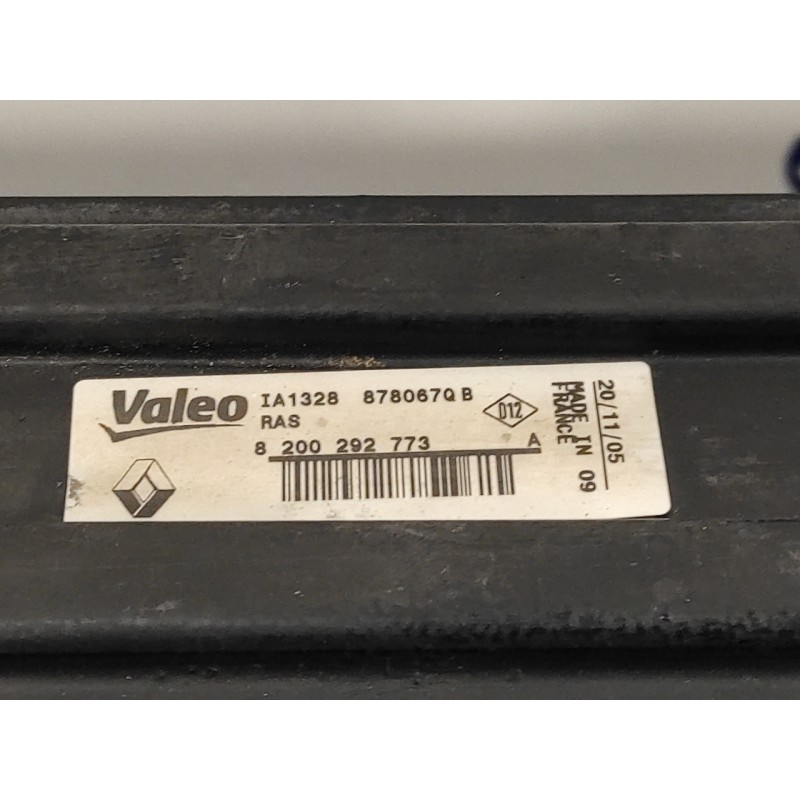 Valeo IA1328 878067Q B
RAS
8 200 292 773 A
D12
MADE IN 09
FRANCE
20/11/05